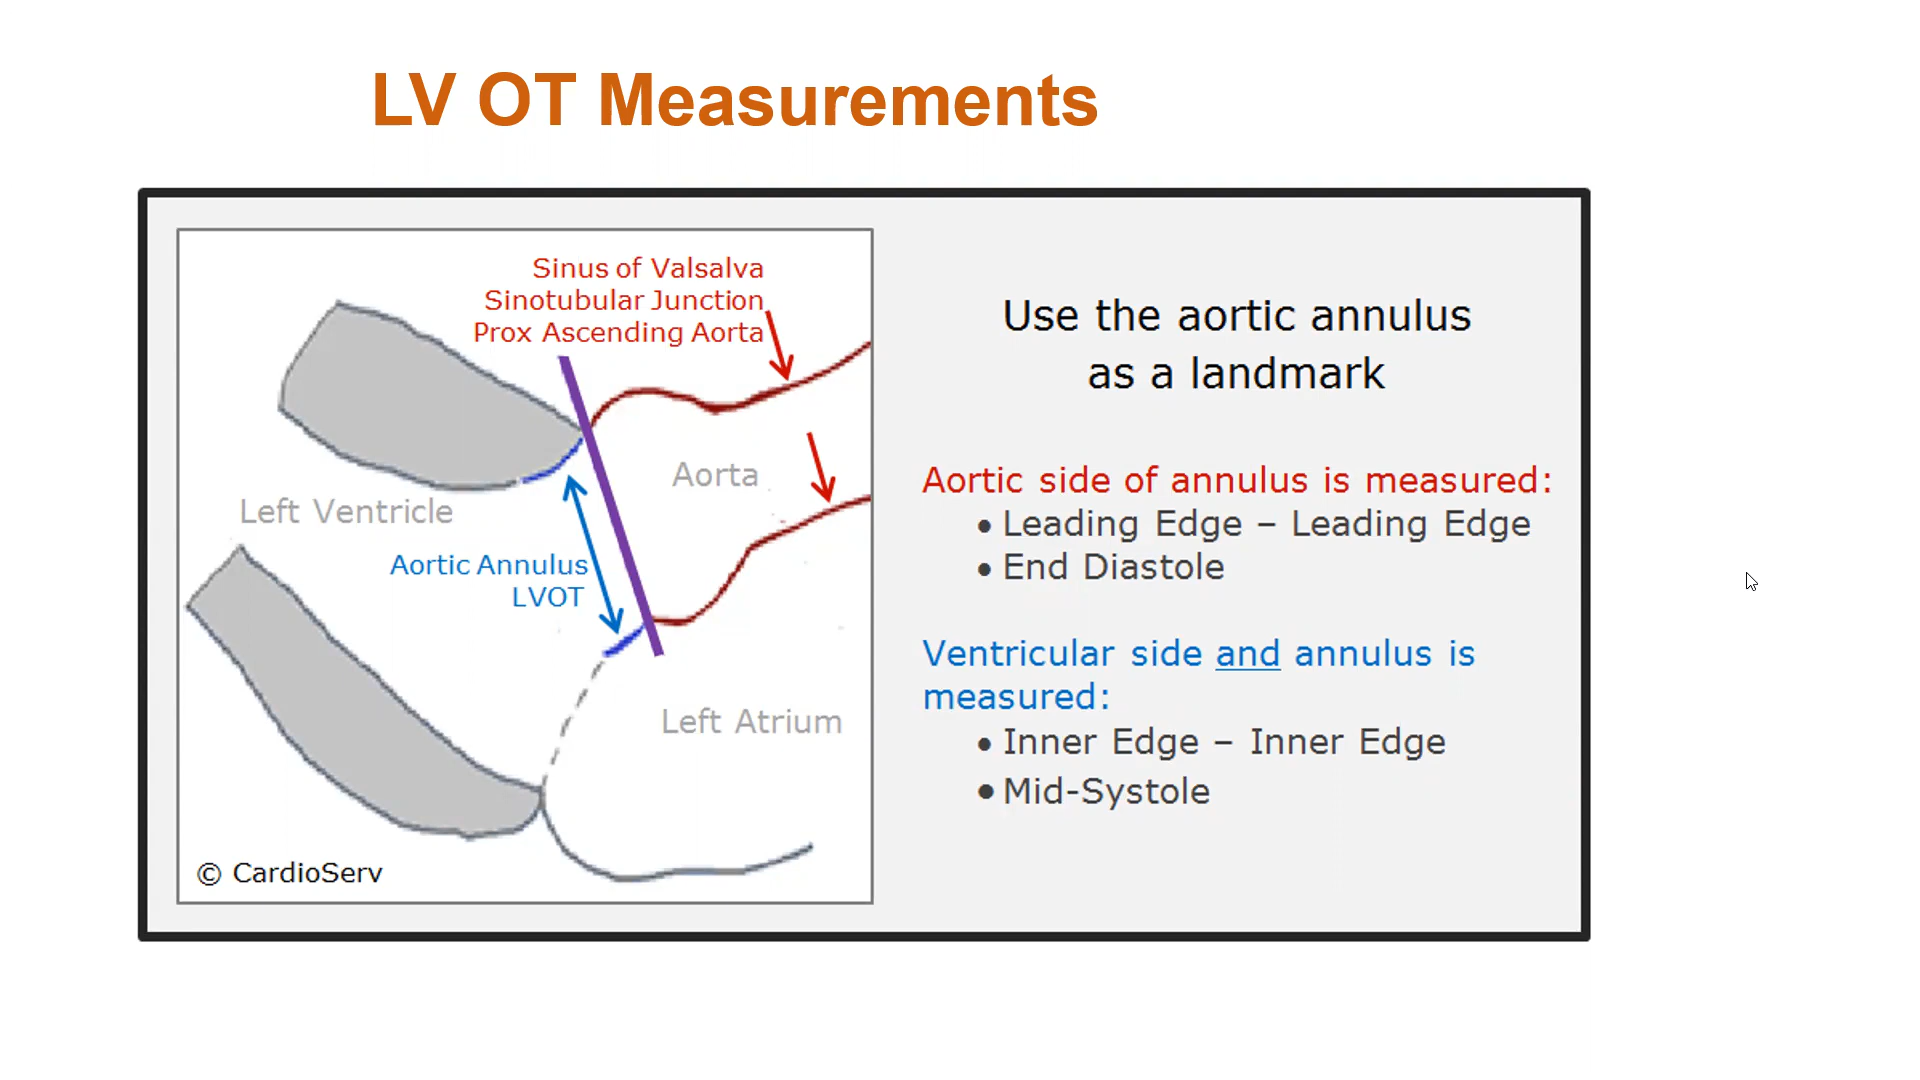 LV OT Measurements
Sinus of Valsalva
Sinotubular Junction
Prox Ascending Aorta
Aorta
Left Ventricle
Aortic Annulus
LVOT
Left Atrium
© CardioServ
Use the aortic annulus
as a landmark
Aortic side of annulus is measured:
• Leading Edge – Leading Edge
• End Diastole
Ventricular side and annulus is
measured:
• Inner Edge – Inner Edge
• Mid-Systole